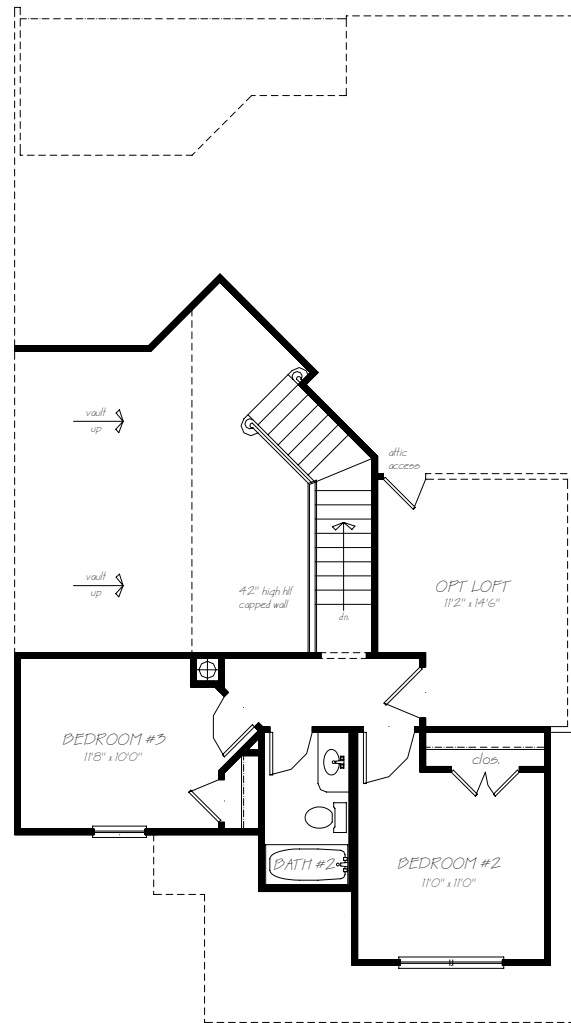 vault
up
attic
access
vault
up
42" high hlf
capped wall
dn.
OPT LOFT
11'2" x 14'6"
BEDROOM #3
11'8" x 10'0"
clos.
BATH #2
BEDROOM #2
11'0" x 11'0"